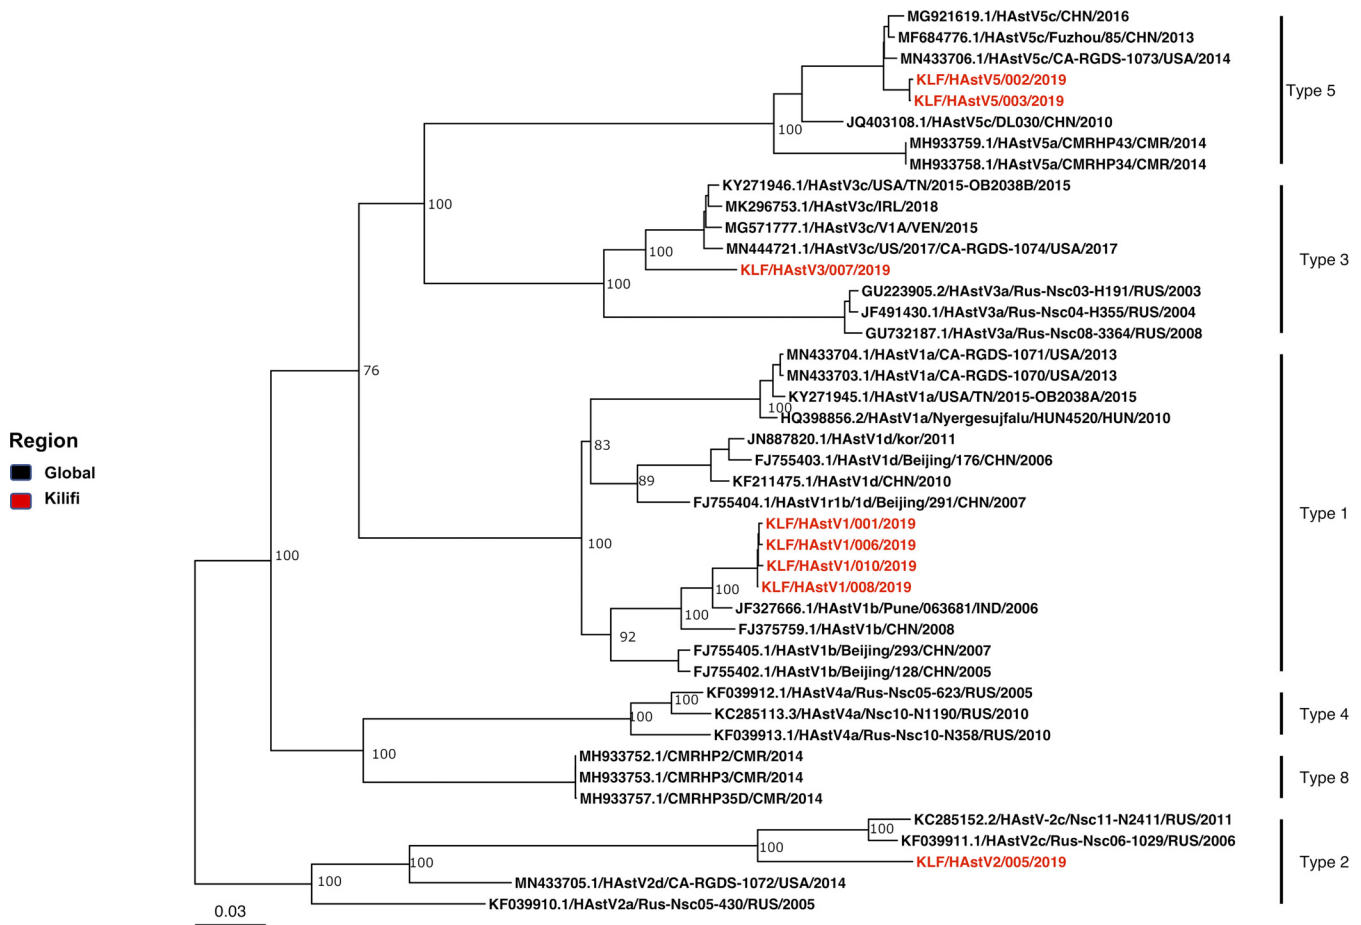 MG921619.1/HAstV5c/CHN/2016
MF684776.1/HAstV5c/Fuzhou/85/CHN/2013
MN433706.1/HAstV5c/CA-RGDS-1073/USA/2014
KLF/HAstV5/002/2019
Type 5
KLF/HAstV5/003/2019
JQ403108.1/HAstV5c/DL030/CHN/2010
100
MH933759.1/HAstV5a/CMRHP43/CMR/2014
MH933758.1/HAstV5a/CMRHP34/CMR/2014
KY271946.1/HAstV3c/USA/TN/2015-OB2038B/2015
100
MK296753.1/HAstV3c/IRL/2018
MG571777.1/HAstV3c/V1A/VEN/2015
100
MN444721.1/HAstV3c/US/2017/CA-RGDS-1074/USA/2017
Type 3
KLF/HAstV3/007/2019
100
GU223905.2/HAstV3a/Rus-Nsc03-H191/RUS/2003
JF491430.1/HAstV3a/Rus-Nsc04-H355/RUS/2004
GU732187.1/HAstV3a/Rus-Nsc08-3364/RUS/2008
MN433704.1/HAstV1a/CA-RGDS-1071/USA/2013
76
MN433703.1/HAstV1a/CA-RGDS-1070/USA/2013
KY271945.1/HAstV1a/USA/TN/2015-OB2038A/2015
100
HQ398856.2/HAstV1a/Nyergesujfalu/HUN4520/HUN/2010
Region
JN887820.1/HAstV1d/kor/2011
83
FJ755403.1/HAstV1d/Beijing/176/CHN/2006
Global
89
KF211475.1/HAstV1d/CHN/2010
Kilifi
FJ755404.1/HAstV1r1b/1d/Beijing/291/CHN/2007
Type 1
KLF/HAstV1/001/2019
100
KLF/HAstV1/006/2019
100
KLF/HAstV1/010/2019
KLF/HAstV1/008/2019
100
JF327666.1/HAstV1b/Pune/063681/IND/2006
100
FJ375759.1/HAstV1b/CHN/2008
92
FJ755405.1/HAstV1b/Beijing/293/CHN/2007
FJ755402.1/HAstV1b/Beijing/128/CHN/2005
KF039912.1/HAstV4a/Rus-Nsc05-623/RUS/2005
100
100
KC285113.3/HAstV4a/Nsc10-N1190/RUS/2010
Type 4
KF039913.1/HAstV4a/Rus-Nsc10-N358/RUS/2010
100
MH933752.1/CMRHP2/CMR/2014
MH933753.1/CMRHP3/CMR/2014
Type 8
MH933757.1/CMRHP35D/CMR/2014
KC285152.2/HAstV-2c/Nsc11-N2411/RUS/2011
100
KF039911.1/HAstV2c/Rus-Nsc06-1029/RUS/2006
100
KLF/HAstV2/005/2019
Type 2
100
100
MN433705.1/HAstV2d/CA-RGDS-1072/USA/2014
KF039910.1/HAstV2a/Rus-Nsc05-430/RUS/2005
0.03